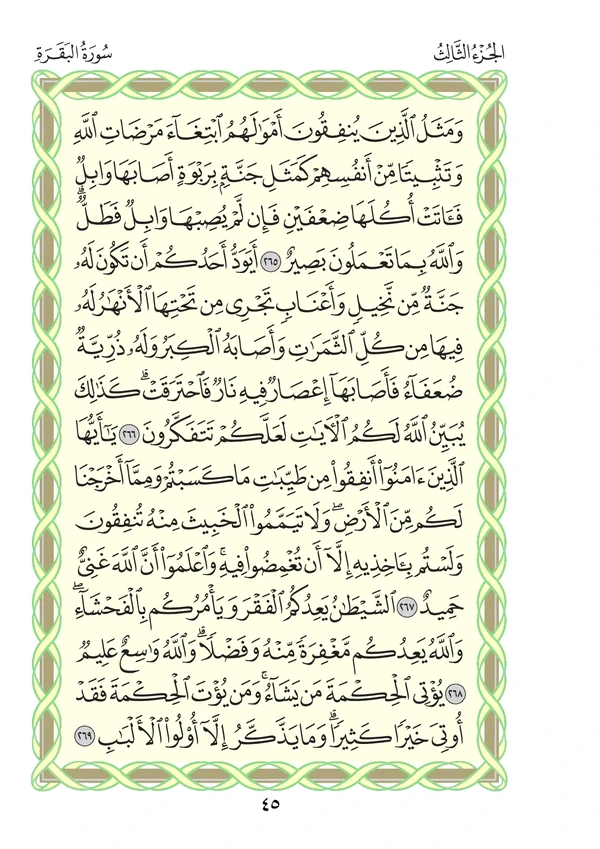 الجُزْءُ الثَّالِثُ
سُورَةُ البَقَرَةِ
وَمَثَلُ ٱلَّذِينَ يُنفِقُونَ أَمْوَٰلَهُمُ ٱبْتِغَآءَ مَرْضَاتِ ٱللَّهِ
وَتَثْبِيتًا مِّنْ أَنفُسِهِمْ كَمَثَلِ جَنَّةٍۭ بِرَبْوَةٍ أَصَابَهَا وَابِلٌ
فَـَٔاتَتْ أُكُلَهَا ضِعْفَيْنِ فَإِن لَّمْ يُصِبْهَا وَابِلٌ فَطَلٌّ ۗ
وَٱللَّهُ بِمَا تَعْمَلُونَ بَصِيرٌ ٢٦٥ أَيَوَدُّ أَحَدُكُمْ أَن تَكُونَ لَهُۥ
جَنَّةٌ مِّن نَّخِيلٍ وَأَعْنَابٍ تَجْرِى مِن تَحْتِهَا ٱلْأَنْهَٰرُ لَهُۥ
فِيهَا مِن كُلِّ ٱلثَّمَرَٰتِ وَأَصَابَهُ ٱلْكِبَرُ وَلَهُۥ ذُرِّيَّةٌ
ضُعَفَآءُ فَأَصَابَهَآ إِعْصَارٌ فِيهِ نَارٌ فَٱحْتَرَقَتْ ۗ كَذَٰلِكَ
يُبَيِّنُ ٱللَّهُ لَكُمُ ٱلْءَايَٰتِ لَعَلَّكُمْ تَتَفَكَّرُونَ ٢٦٦ يَٰٓأَيُّهَا
ٱلَّذِينَ ءَامَنُوٓا۟ أَنفِقُوا۟ مِن طَيِّبَٰتِ مَا كَسَبْتُمْ وَمِمَّآ أَخْرَجْنَا
لَكُم مِّنَ ٱلْأَرْضِ ۖ وَلَا تَيَمَّمُوا۟ ٱلْخَبِيثَ مِنْهُ تُنفِقُونَ
وَلَسْتُم بِـَٔاخِذِيهِ إِلَّآ أَن تُغْمِضُوا۟ فِيهِ ۚ وَٱعْلَمُوٓا۟ أَنَّ ٱللَّهَ غَنِىٌّ
حَمِيدٌ ٢٦٧ ٱلشَّيْطَٰنُ يَعِدُكُمُ ٱلْفَقْرَ وَيَأْمُرُكُم بِٱلْفَحْشَآءِ ۖ
وَٱللَّهُ يَعِدُكُم مَّغْفِرَةً مِّنْهُ وَفَضْلًا ۗ وَٱللَّهُ وَٰسِعٌ عَلِيمٌ
٢٦٨ يُؤْتِى ٱلْحِكْمَةَ مَن يَشَآءُ ۚ وَمَن يُؤْتَ ٱلْحِكْمَةَ فَقَدْ
أُوتِىَ خَيْرًا كَثِيرًا ۗ وَمَا يَذَّكَّرُ إِلَّآ أُو۟لُوا۟ ٱلْأَلْبَٰبِ ٢٦٩
٤٥